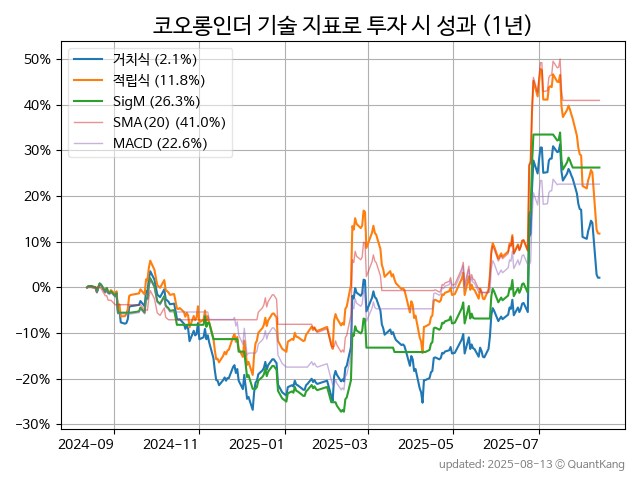 코오롱인더 기술 지표로 투자 시 성과 (1년)
거치식 (2.1%)
적립식 (11.8%)
SigM (26.3%)
SMA(20) (41.0%)
MACD (22.6%)
50%
40%
30%
20%
10%
0%
−10%
−20%
−30%
2024-09 2024-11 2025-01 2025-03 2025-05 2025-07
updated: 2025-08-13 © QuantKang